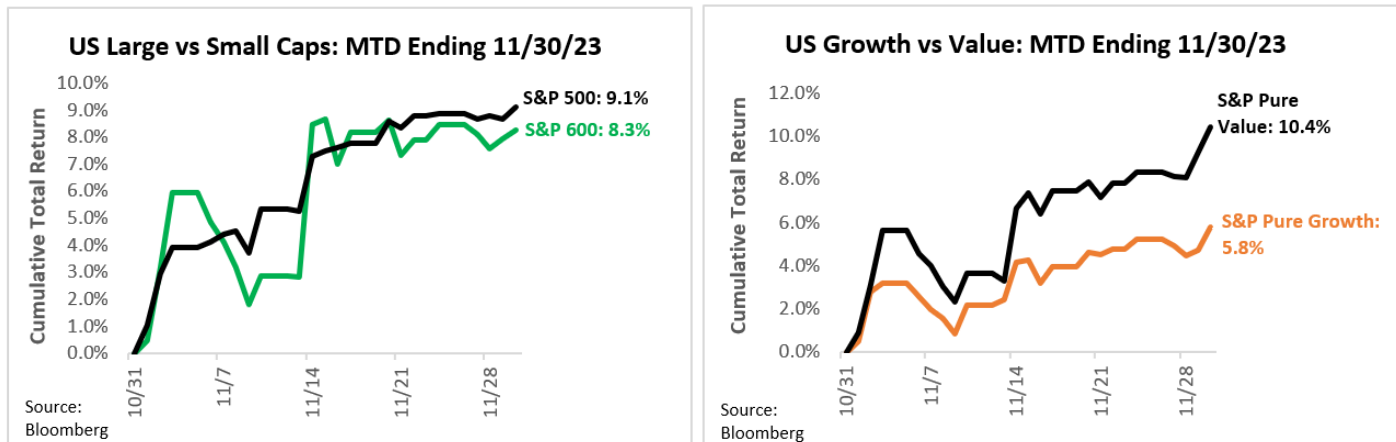 US Large vs Small Caps: MTD Ending 11/30/23
Cumulative Total Return
10.0%
9.0%
8.0%
7.0%
6.0%
5.0%
4.0%
3.0%
2.0%
1.0%
0.0%
S&P 500: 9.1%
S&P 600: 8.3%
10/31
11/7
11/14
11/21
11/28
Source:
Bloomberg
US Growth vs Value: MTD Ending 11/30/23
Cumulative Total Return
12.0%
10.0%
8.0%
6.0%
4.0%
2.0%
0.0%
S&P Pure
Value: 10.4%
S&P Pure Growth:
5.8%
10/31
11/7
11/14
11/21
11/28
Source:
Bloomberg